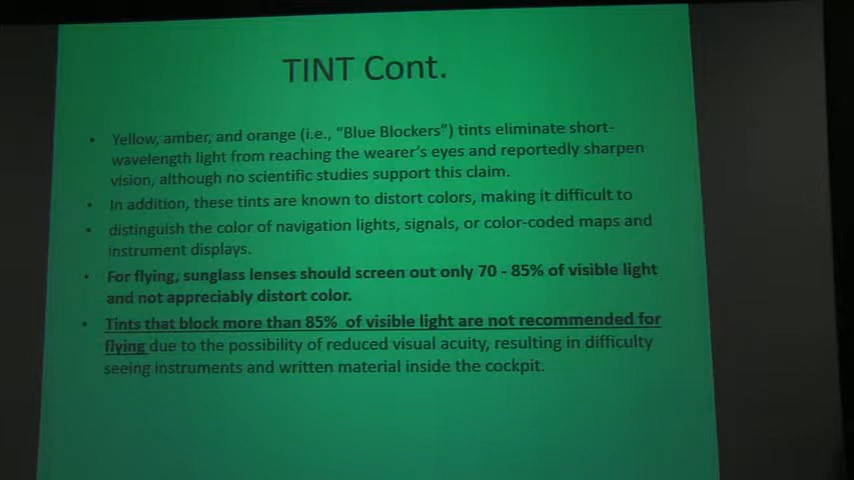 TINT Cont.
• Yellow, amber, and orange (i.e., “Blue Blockers”) tints eliminate short-
wavelength light from reaching the wearer’s eyes and reportedly sharpen
vision, although no scientific studies support this claim.
• In addition, these tints are known to distort colors, making it difficult to
• distinguish the color of navigation lights, signals, or color-coded maps and
instrument displays.
• For flying, sunglass lenses should screen out only 70 - 85% of visible light
and not appreciably distort color.
• Tints that block more than 85% of visible light are not recommended for
flying due to the possibility of reduced visual acuity, resulting in difficulty
seeing instruments and written material inside the cockpit.